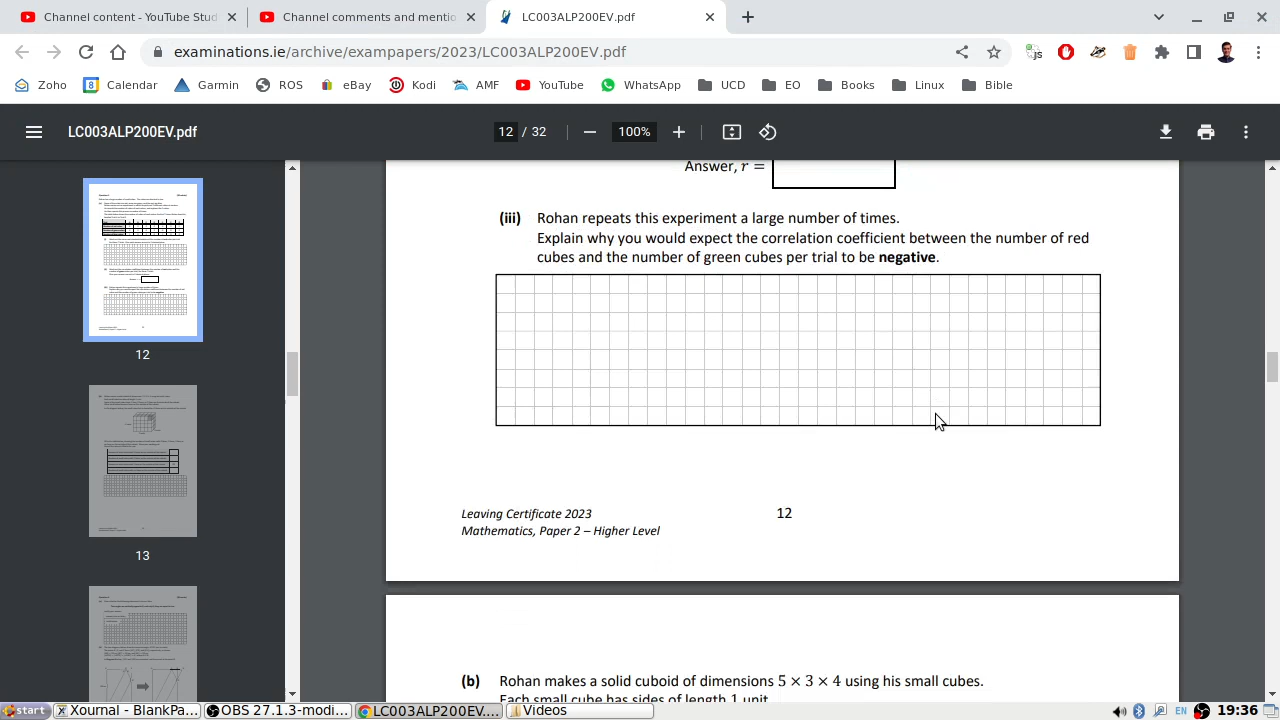 Channel content - YouTube Stud
Channel comments and mentio
LC003ALP200EV.pdf
examinations.ie/archive/exampapers/2023/LC003ALP200EV.pdf
Zoho
Calendar
Garmin
ROS
eBay
Kodi
AMF
YouTube
WhatsApp
UCD
EO
Books
Linux
Bible
LC003ALP200EV.pdf
12 / 32
100%
Answer, r =
(iii) Rohan repeats this experiment a large number of times.
Explain why you would expect the correlation coefficient between the number of red
cubes and the number of green cubes per trial to be negative.
Leaving Certificate 2023
12
Mathematics, Paper 2 – Higher Level
(b) Rohan makes a solid cuboid of dimensions 5 × 3 × 4 using his small cubes.
Each small cube has sides of length 1 unit.
12
13
start
Xournal - BlankPa...
OBS 27.1.3-modi...
LC003ALP200EV....
Videos
EN
19:36